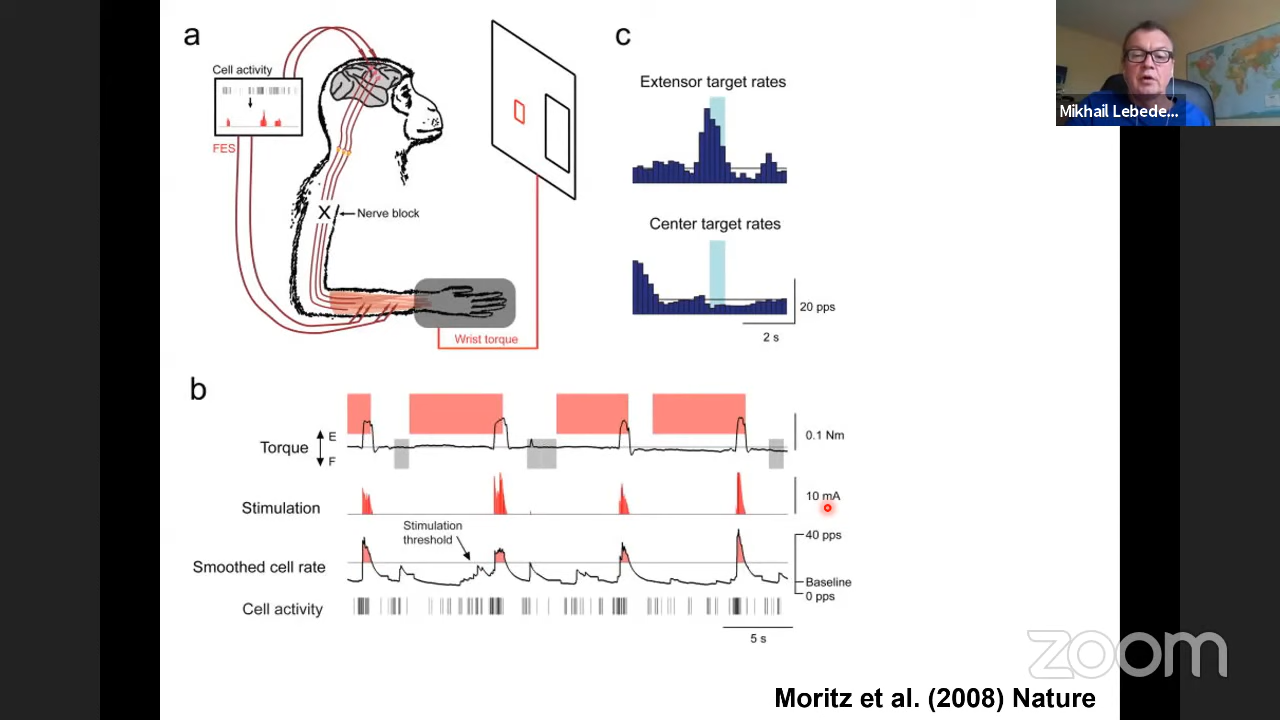 a
Cell activity
FES
X
Nerve block
Wrist torque
c
Extensor target rates
Center target rates
20 pps
2 s
Mikhail Lebede...
b
Torque
E
F
0.1 Nm
Stimulation
10 mA
Stimulation
threshold
40 pps
Smoothed cell rate
Baseline
0 pps
Cell activity
5 s
zoom
Moritz et al. (2008) Nature